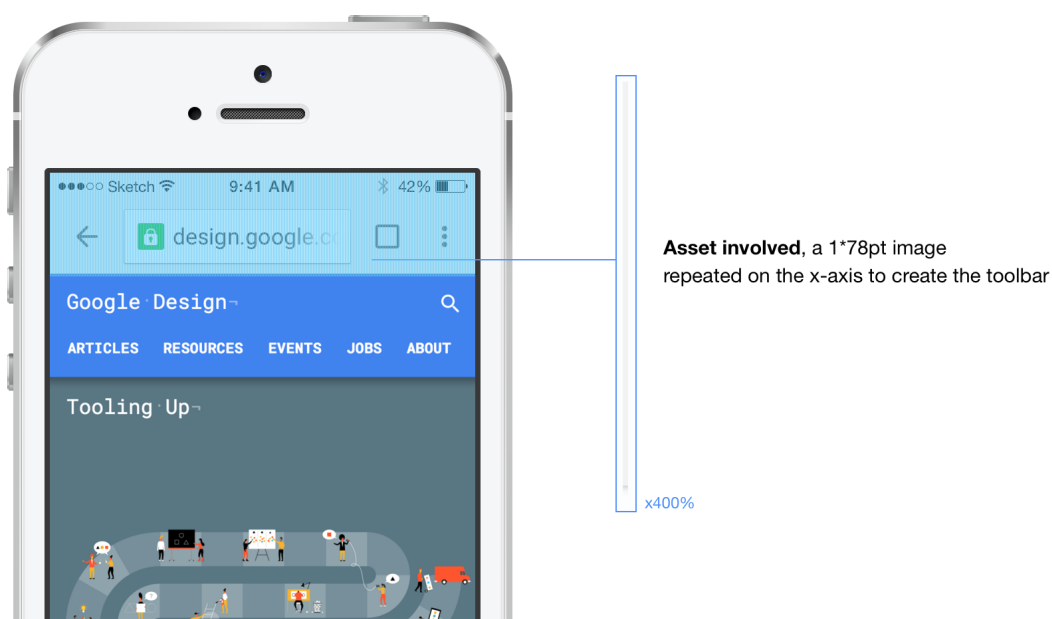 Sketch 9:41 AM 42%
design.google.co
Google·Design¬
ARTICLES RESOURCES EVENTS JOBS ABOUT
Tooling·Up¬
Asset involved, a 1*78pt image
repeated on the x-axis to create the toolbar
x400%